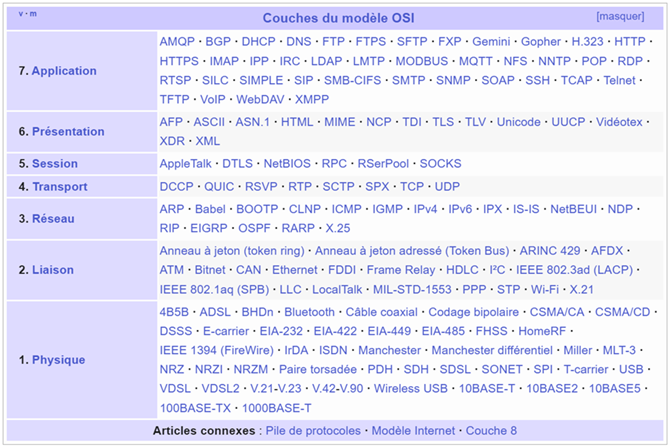 v · m
Couches du modèle OSI
[masquer]
7. Application
AMQP · BGP · DHCP · DNS · FTP · FTPS · SFTP · FXP · Gemini · Gopher · H.323 · HTTP ·
HTTPS · IMAP · IPP · IRC · LDAP · LMTP · MODBUS · MQTT · NFS · NNTP · POP · RDP ·
RTSP · SILC · SIMPLE · SIP · SMB-CIFS · SMTP · SNMP · SOAP · SSH · TCAP · Telnet ·
TFTP · VoIP · WebDAV · XMPP
6. Présentation
AFP · ASCII · ASN.1 · HTML · MIME · NCP · TDI · TLS · TLV · Unicode · UUCP · Vidéotex ·
XDR · XML
5. Session
AppleTalk · DTLS · NetBIOS · RPC · RSerPool · SOCKS
4. Transport
DCCP · QUIC · RSVP · RTP · SCTP · SPX · TCP · UDP
3. Réseau
ARP · Babel · BOOTP · CLNP · ICMP · IGMP · IPv4 · IPv6 · IPX · IS-IS · NetBEUI · NDP ·
RIP · EIGRP · OSPF · RARP · X.25
2. Liaison
Anneau à jeton (token ring) · Anneau à jeton adressé (Token Bus) · ARINC 429 · AFDX ·
ATM · Bitnet · CAN · Ethernet · FDDI · Frame Relay · HDLC · I²C · IEEE 802.3ad (LACP) ·
IEEE 802.1aq (SPB) · LLC · LocalTalk · MIL-STD-1553 · PPP · STP · Wi-Fi · X.21
1. Physique
4B5B · ADSL · BHDn · Bluetooth · Câble coaxial · Codage bipolaire · CSMA/CA · CSMA/CD ·
DSSS · E-carrier · EIA-232 · EIA-422 · EIA-449 · EIA-485 · FHSS · HomeRF ·
IEEE 1394 (FireWire) · IrDA · ISDN · Manchester · Manchester différentiel · Miller · MLT-3 ·
NRZ · NRZI · NRZM · Paire torsadée · PDH · SDH · SDSL · SONET · SPI · T-carrier · USB ·
VDSL · VDSL2 · V.21-V.23 · V.42-V.90 · Wireless USB · 10BASE-T · 10BASE2 · 10BASE5 ·
100BASE-TX · 1000BASE-T
Articles connexes : Pile de protocoles · Modèle Internet · Couche 8